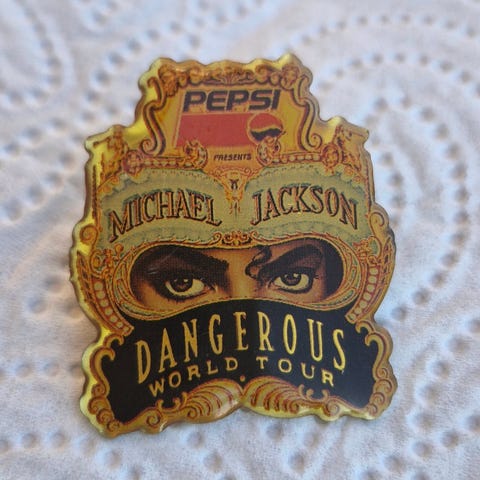 PEPSI
PRESENTS
MICHAEL JACKSON
DANGEROUS
WORLD TOUR